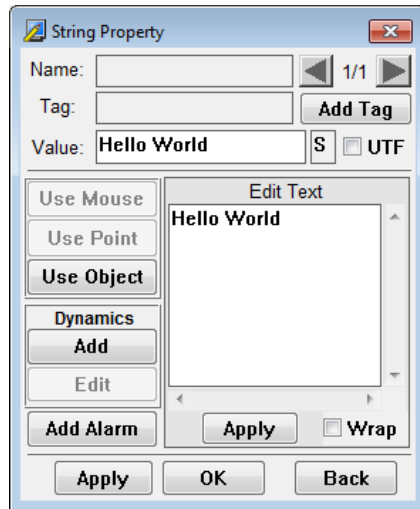 String Property
Name: 1/1
Tag: Add Tag
Value: Hello World S UTF
Use Mouse
Use Point
Use Object
Dynamics
Add
Edit
Add Alarm
Edit Text
Hello World
Apply Wrap
Apply OK Back